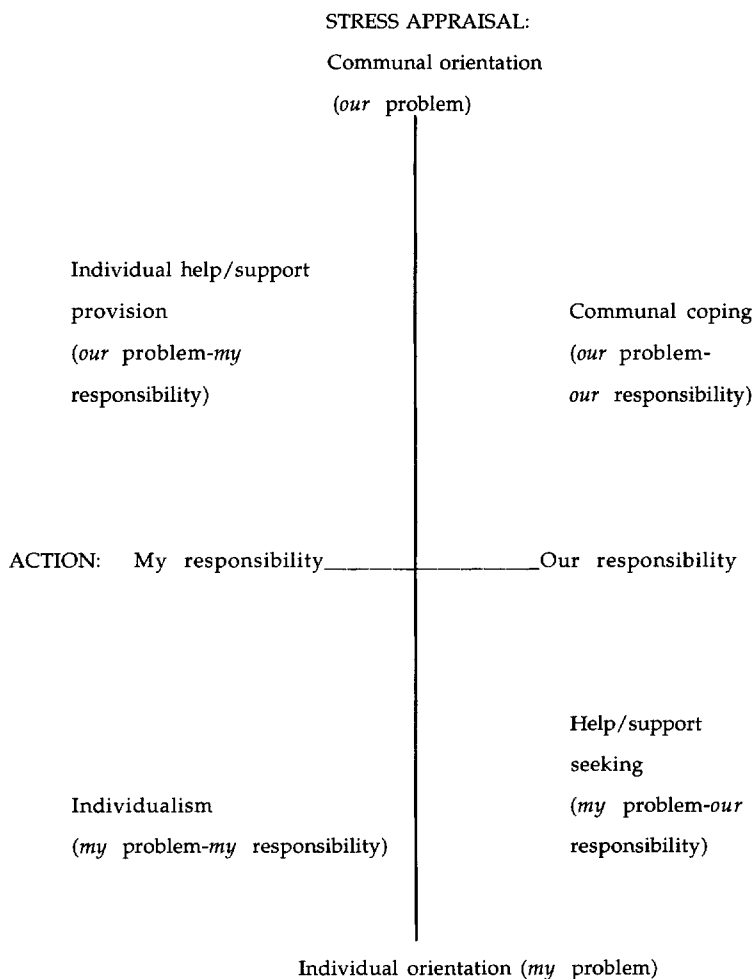 STRESS APPRAISAL:
Communal orientation
(our problem)
Individual help/support
provision
(our problem-my
responsibility)
Communal coping
(our problem-
our responsibility)
ACTION: My responsibility Our responsibility
Help/support
seeking
(my problem-our
responsibility)
Individualism
(my problem-my responsibility)
Individual orientation (my problem)